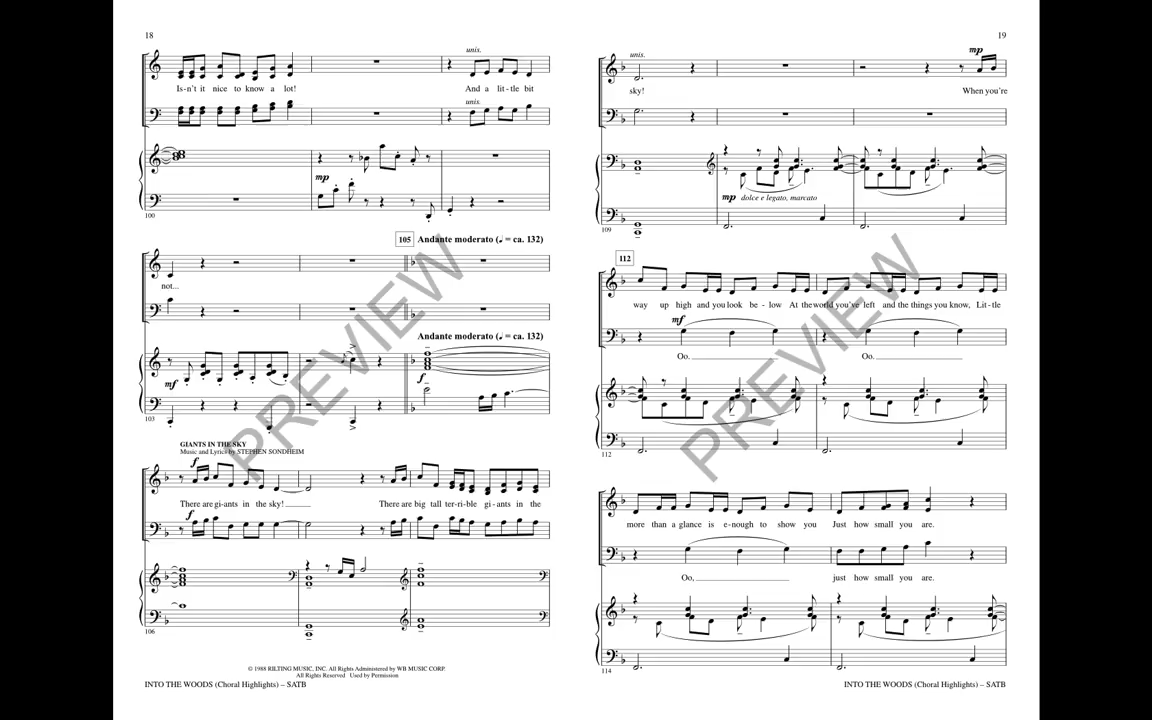 18
unis.
Is-n't it nice to know a lot! And a lit-tle bit
unis.
mp
100
105 Andante moderato (♩ = ca. 132)
not...
Andante moderato (♩ = ca. 132)
mf
f
103
GIANTS IN THE SKY
Music and Lyrics by STEPHEN SONDHEIM
f
There are gi-ants in the sky! There are big tall ter-ri-ble gi-ants in the
f
106
© 1988 RILTING MUSIC, INC. All Rights Administered by WB MUSIC CORP.
All Rights Reserved Used by Permission
INTO THE WOODS (Choral Highlights) – SATB
PREVIEW
19
unis.
mp
sky! When you're
mp dolce e legato, marcato
109
112
way up high and you look be-low At the world you've left and the things you know, Lit-tle
mf
Oo. Oo.
112
more than a glance is e-nough to show you Just how small you are.
Oo, just how small you are.
114
INTO THE WOODS (Choral Highlights) – SATB
PREVIEW